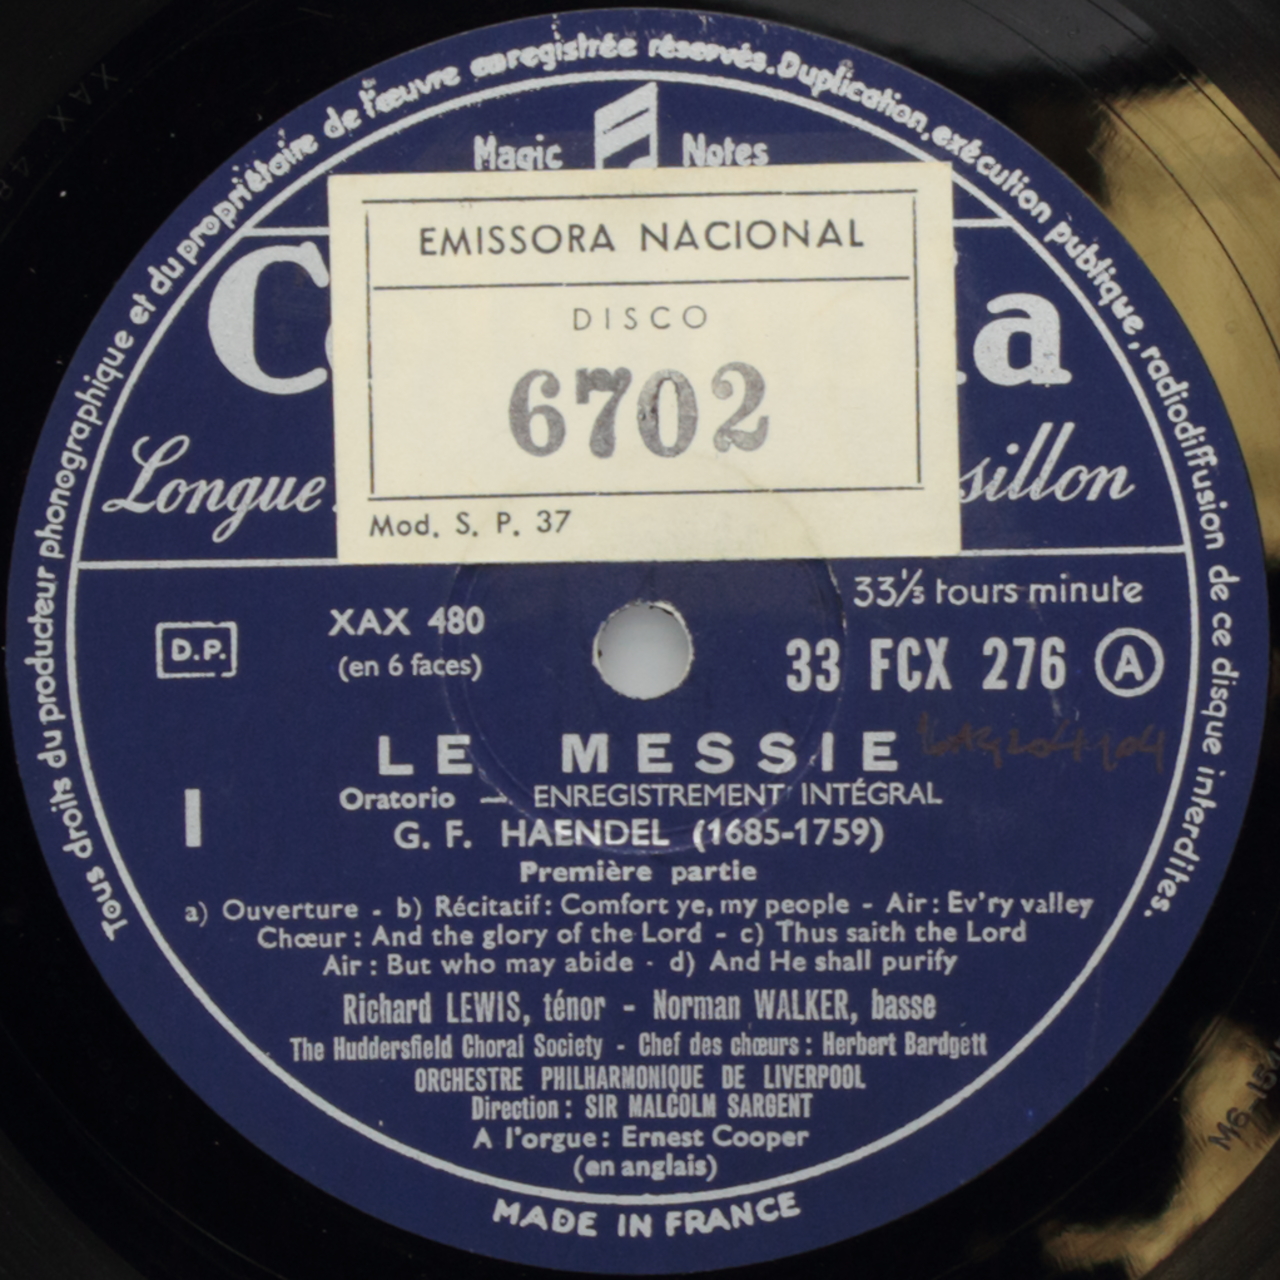 Tous droits du producteur phonographique et du propriétaire de l'œuvre enregistrée réservés. Duplication, exécution publique, radiodiffusion de ce disque interdites.
Magic Notes
EMISSORA NACIONAL
DISCO
6702
Mod. S. P. 37
Longue
sillon
33 1/3 tours minute
D.P.
XAX 480
(en 6 faces)
33 FCX 276 A
LE MESSIE
I
Oratorio — ENREGISTREMENT INTÉGRAL
G. F. HAENDEL (1685-1759)
Première partie
a) Ouverture - b) Récitatif: Comfort ye, my people - Air: Ev'ry valley
Chœur: And the glory of the Lord - c) Thus saith the Lord
Air: But who may abide - d) And He shall purify
Richard LEWIS, ténor - Norman WALKER, basse
The Huddersfield Choral Society - Chef des chœurs: Herbert Bardgett
ORCHESTRE PHILHARMONIQUE DE LIVERPOOL
Direction: SIR MALCOLM SARGENT
A l'orgue: Ernest Cooper
(en anglais)
MADE IN FRANCE